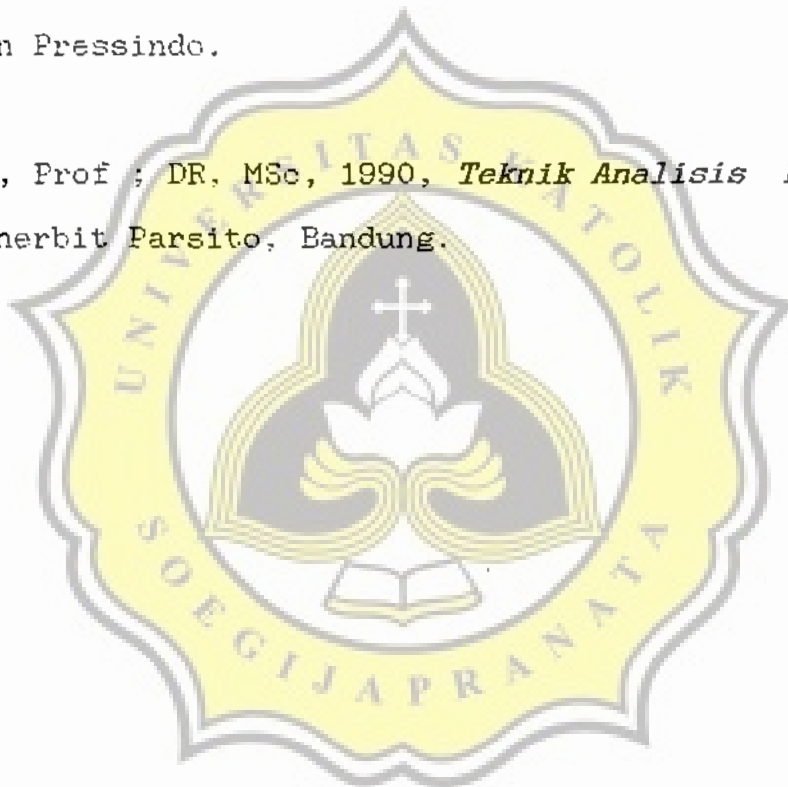 n Pressindo.
, Prof ; DR, MSc, 1990, Teknik Analisis
nerbit Parsito, Bandung.
UNIVERSITAS KATOLIK
SOEGIJAPRANATA